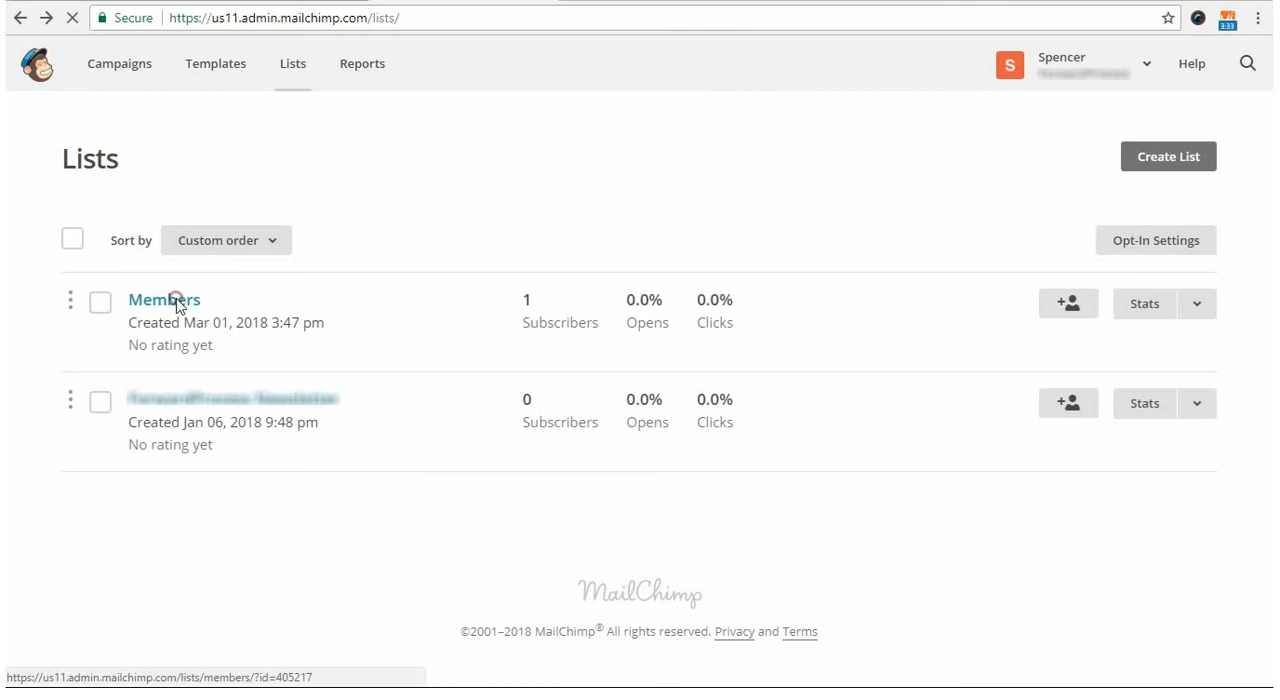 Secure https://us11.admin.mailchimp.com/lists/
3:33
Campaigns Templates Lists Reports
S Spencer Help
Lists
Create List
Sort by Custom order Opt-In Settings
Members 1 0.0% 0.0% Stats
Created Mar 01, 2018 3:47 pm Subscribers Opens Clicks
No rating yet
0 0.0% 0.0% Stats
Created Jan 06, 2018 9:48 pm Subscribers Opens Clicks
No rating yet
MailChimp
©2001–2018 MailChimp® All rights reserved. Privacy and Terms
https://us11.admin.mailchimp.com/lists/members/?id=405217